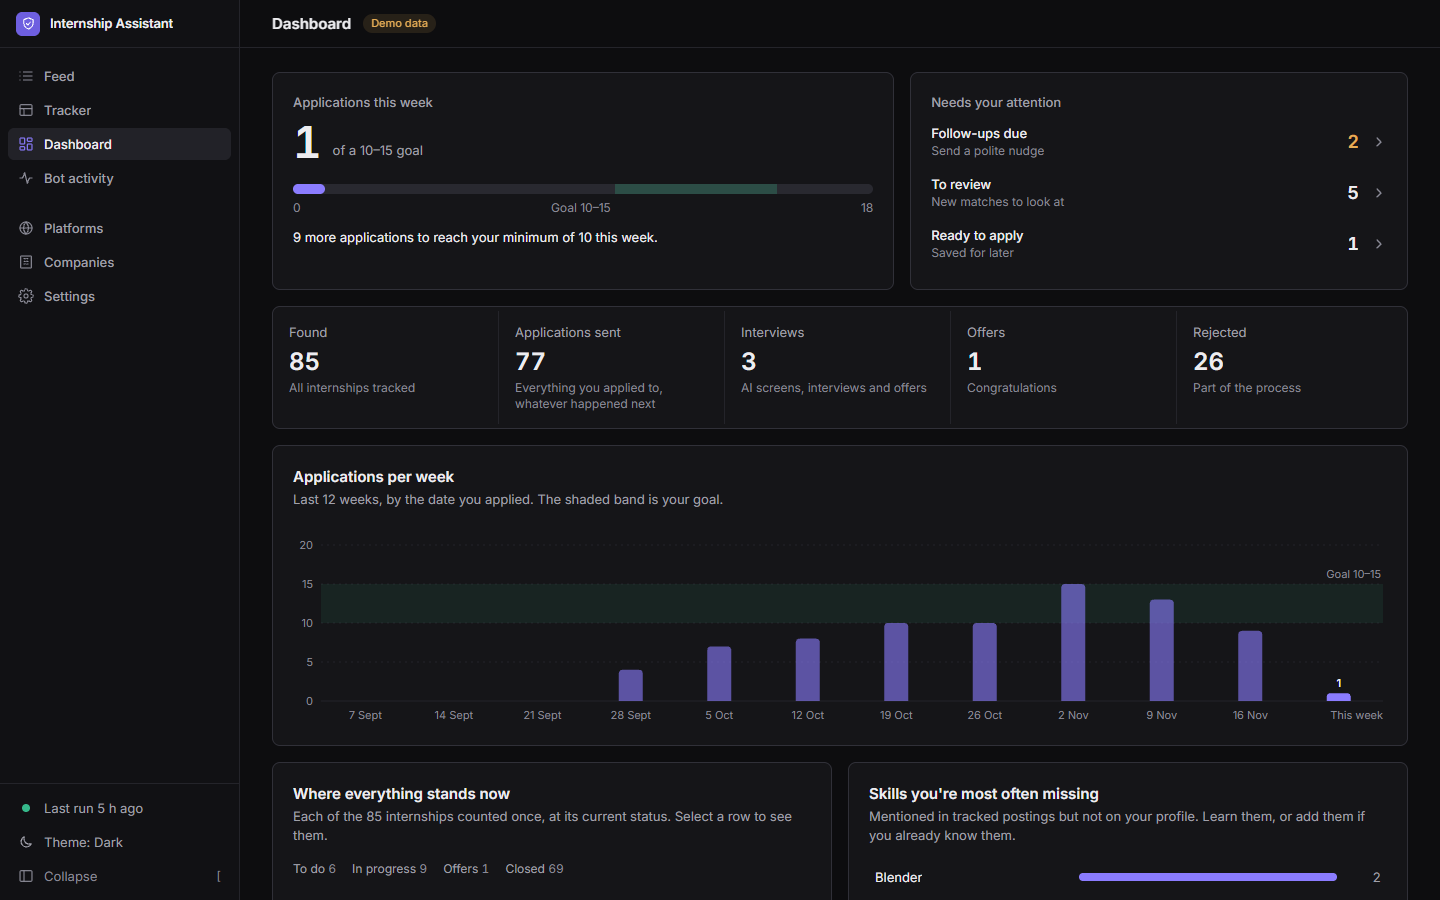 Internship Assistant
Feed
Tracker
Dashboard
Bot activity
Platforms
Companies
Settings
Last run 5 h ago
Theme: Dark
Collapse [
Dashboard Demo data
Applications this week
1 of a 10–15 goal
0 Goal 10–15 18
9 more applications to reach your minimum of 10 this week.
Needs your attention
Follow-ups due 2
Send a polite nudge
To review 5
New matches to look at
Ready to apply 1
Saved for later
Found
85
All internships tracked
Applications sent
77
Everything you applied to,
whatever happened next
Interviews
3
AI screens, interviews and offers
Offers
1
Congratulations
Rejected
26
Part of the process
Applications per week
Last 12 weeks, by the date you applied. The shaded band is your goal.
20
15
10
5
0
Goal 10–15
1
7 Sept 14 Sept 21 Sept 28 Sept 5 Oct 12 Oct 19 Oct 26 Oct 2 Nov 9 Nov 16 Nov This week
Where everything stands now
Each of the 85 internships counted once, at its current status. Select a row to see
them.
To do 6 In progress 9 Offers 1 Closed 69
Skills you're most often missing
Mentioned in tracked postings but not on your profile. Learn them, or add them if
you already know them.
Blender 2